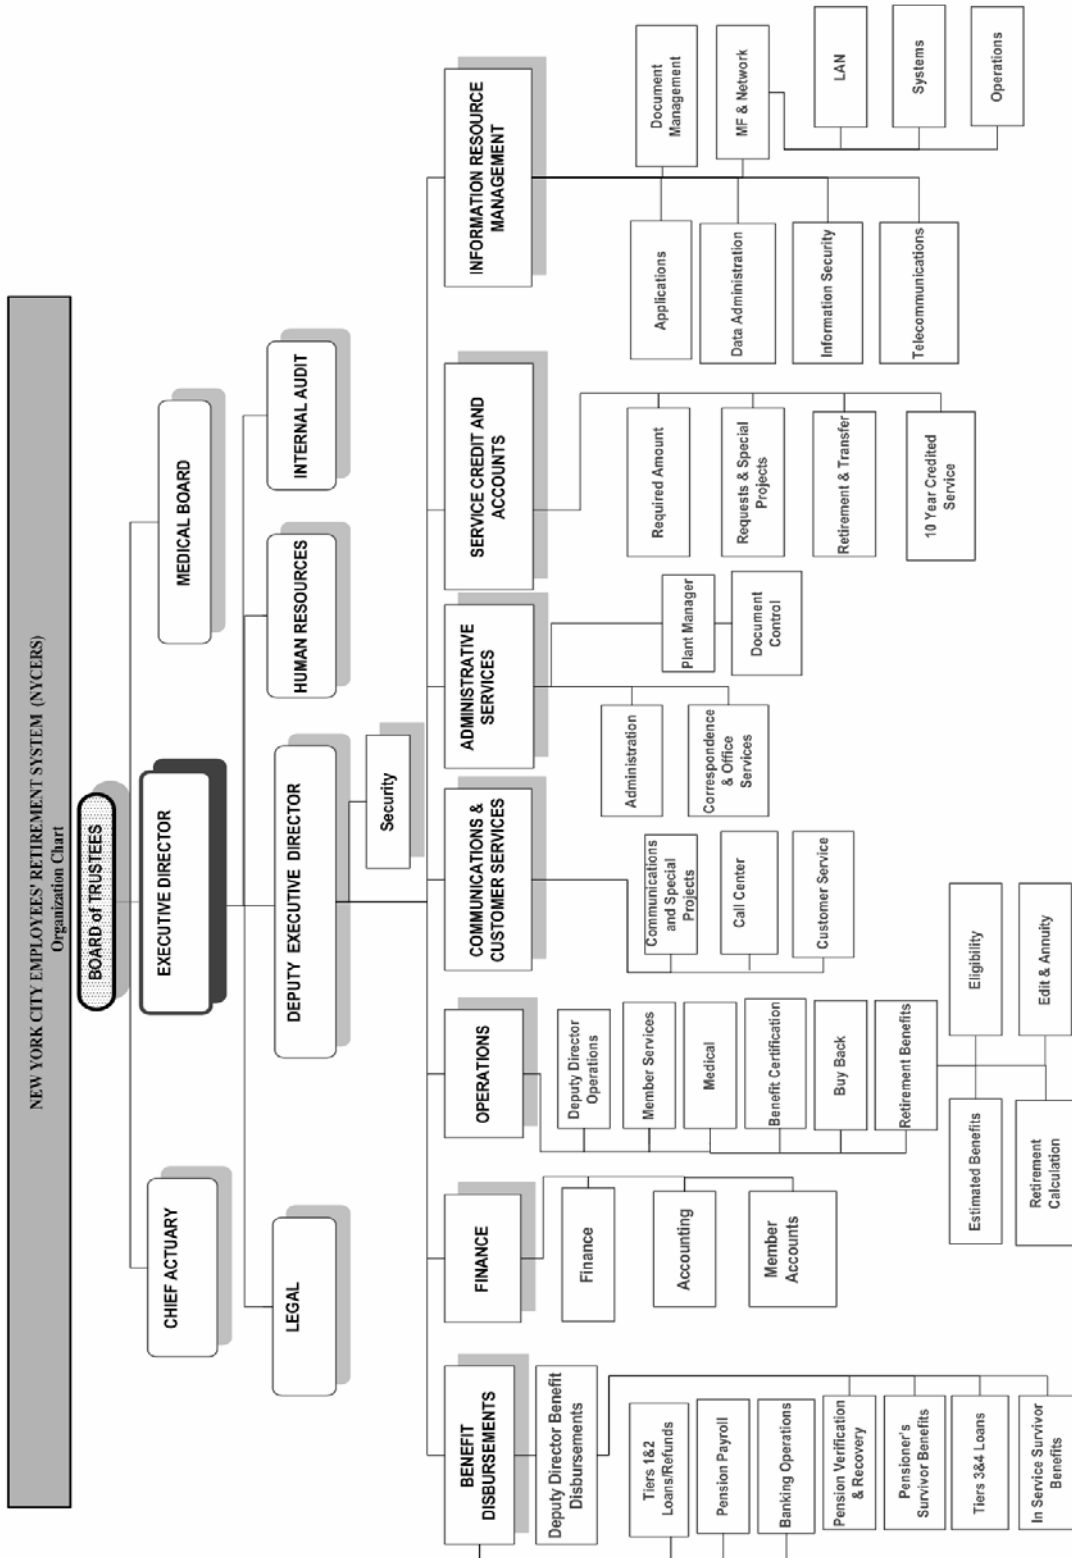 NEW YORK CITY EMPLOYEES' RETIREMENT SYSTEM (NYCERS)
Organization Chart
BOARD of TRUSTEES
CHIEF ACTUARY
EXECUTIVE DIRECTOR
MEDICAL BOARD
LEGAL
DEPUTY EXECUTIVE DIRECTOR
HUMAN RESOURCES
INTERNAL AUDIT
Security
BENEFIT
DISBURSEMENTS
FINANCE
OPERATIONS
COMMUNICATIONS &
CUSTOMER SERVICES
ADMINISTRATIVE
SERVICES
SERVICE CREDIT AND
ACCOUNTS
INFORMATION RESOURCE
MANAGEMENT
Deputy Director Benefit
Disbursements
Tiers 1&2
Loans/Refunds
Pension Payroll
Banking Operations
Pension Verification
& Recovery
Pensioner's
Survivor Benefits
Tiers 3&4 Loans
In Service Survivor
Benefits
Finance
Accounting
Member
Accounts
Deputy Director
Operations
Member Services
Medical
Benefit Certification
Buy Back
Retirement Benefits
Estimated Benefits
Eligibility
Retirement
Calculation
Edit & Annuity
Communications
and Special
Projects
Call Center
Customer Service
Administration
Correspondence
& Office
Services
Plant Manager
Document
Control
Required Amount
Requests & Special
Projects
Retirement & Transfer
10 Year Credited
Service
Applications
Data Administration
Information Security
Telecommunications
Document
Management
MF & Network
LAN
Systems
Operations